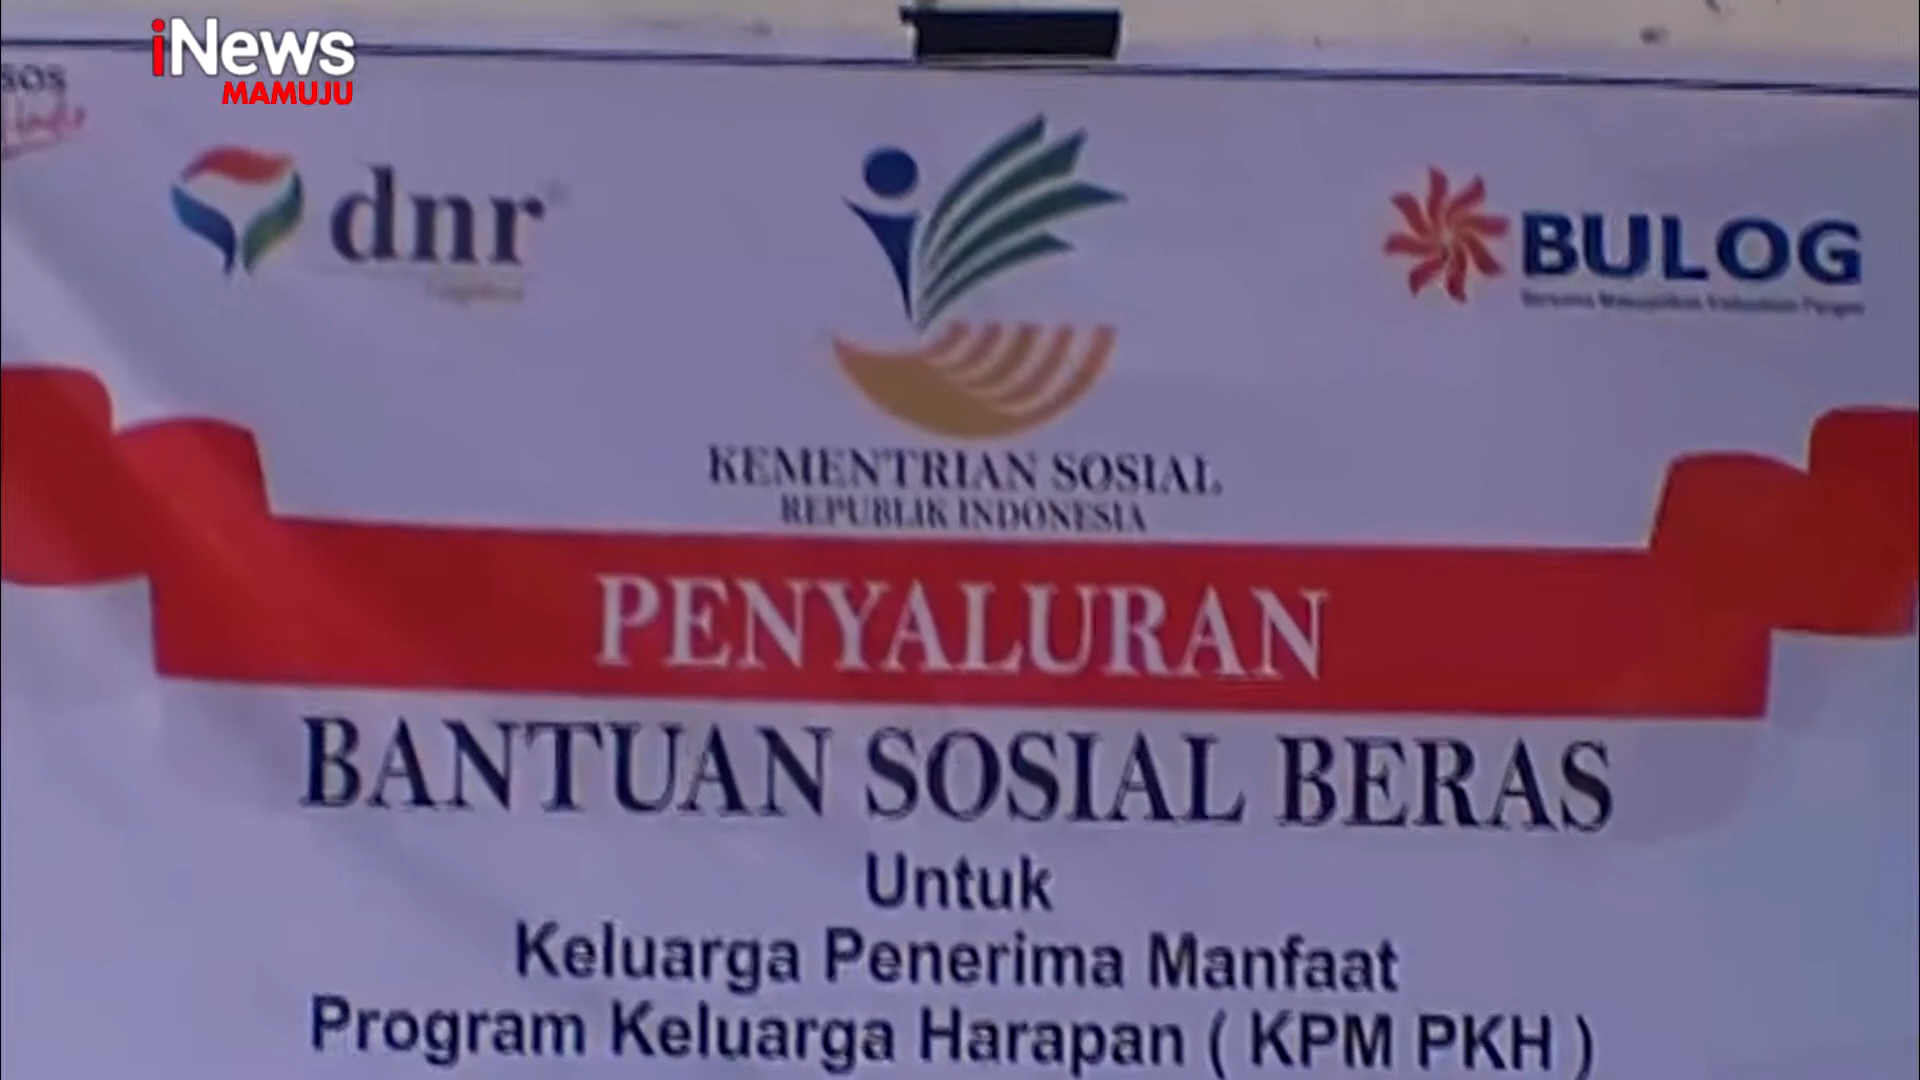 iNews
MAMUJU
SOS
dnr
BULOG
KEMENTRIAN SOSIAL
REPUBLIK INDONESIA
PENYALURAN
BANTUAN SOSIAL BERAS
Untuk
Keluarga Penerima Manfaat
Program Keluarga Harapan ( KPM PKH )